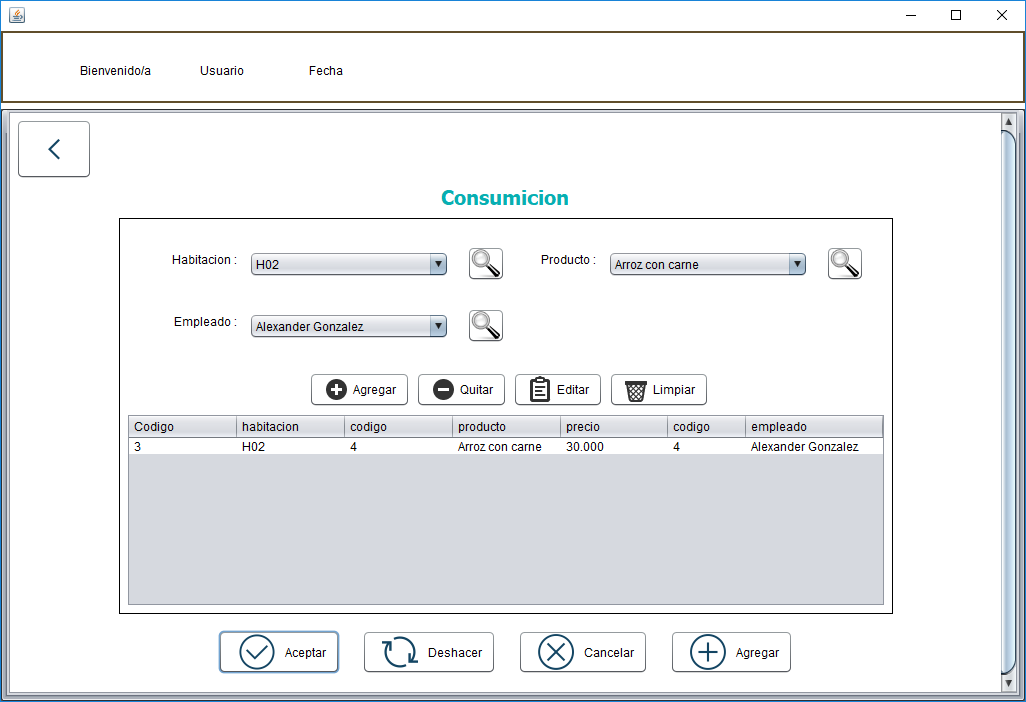 Bienvenido/a Usuario Fecha
Consumicion
Habitacion : H02 Producto : Arroz con carne
Empleado : Alexander Gonzalez
Agregar Quitar Editar Limpiar
Codigo habitacion codigo producto precio codigo empleado
3 H02 4 Arroz con carne 30.000 4 Alexander Gonzalez
Aceptar Deshacer Cancelar Agregar